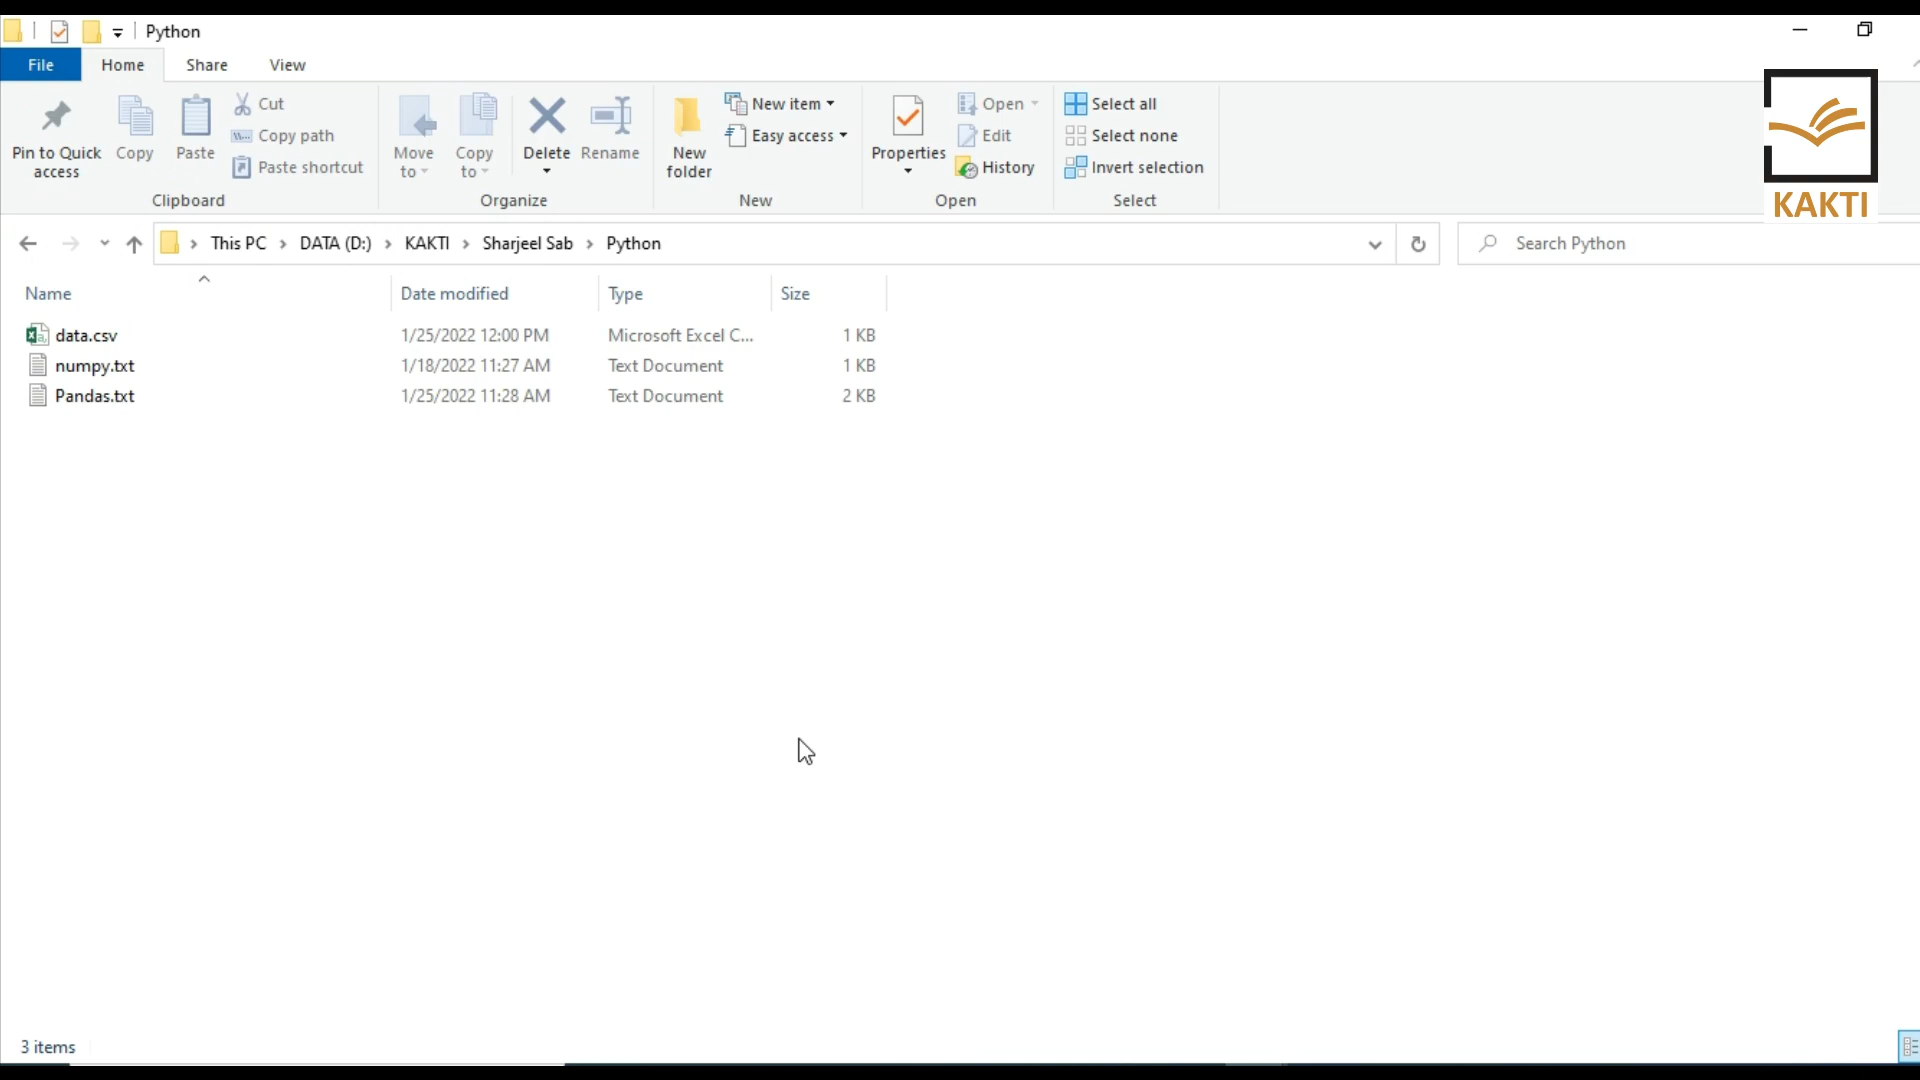 Python
File Home Share View
Pin to Quick access
Copy
Paste
Cut
Copy path
Paste shortcut
Clipboard
Move to
Copy to
Delete
Rename
Organize
New folder
New item
Easy access
New
Properties
Open
Edit
History
Open
Select all
Select none
Invert selection
Select
KAKTI
This PC > DATA (D:) > KAKTI > Sharjeel Sab > Python
Search Python
Name Date modified Type Size
data.csv 1/25/2022 12:00 PM Microsoft Excel C... 1 KB
numpy.txt 1/18/2022 11:27 AM Text Document 1 KB
Pandas.txt 1/25/2022 11:28 AM Text Document 2 KB
3 items